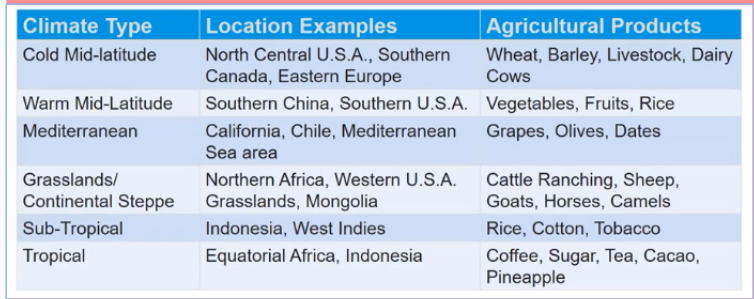 Climate Type Location Examples Agricultural Products
Cold Mid-latitude North Central U.S.A., Southern Wheat, Barley, Livestock, Dairy
Canada, Eastern Europe Cows
Warm Mid-Latitude Southern China, Southern U.S.A. Vegetables, Fruits, Rice
Mediterranean California, Chile, Mediterranean Grapes, Olives, Dates
Sea area
Grasslands/ Northern Africa, Western U.S.A. Cattle Ranching, Sheep,
Continental Steppe Grasslands, Mongolia Goats, Horses, Camels
Sub-Tropical Indonesia, West Indies Rice, Cotton, Tobacco
Tropical Equatorial Africa, Indonesia Coffee, Sugar, Tea, Cacao,
Pineapple